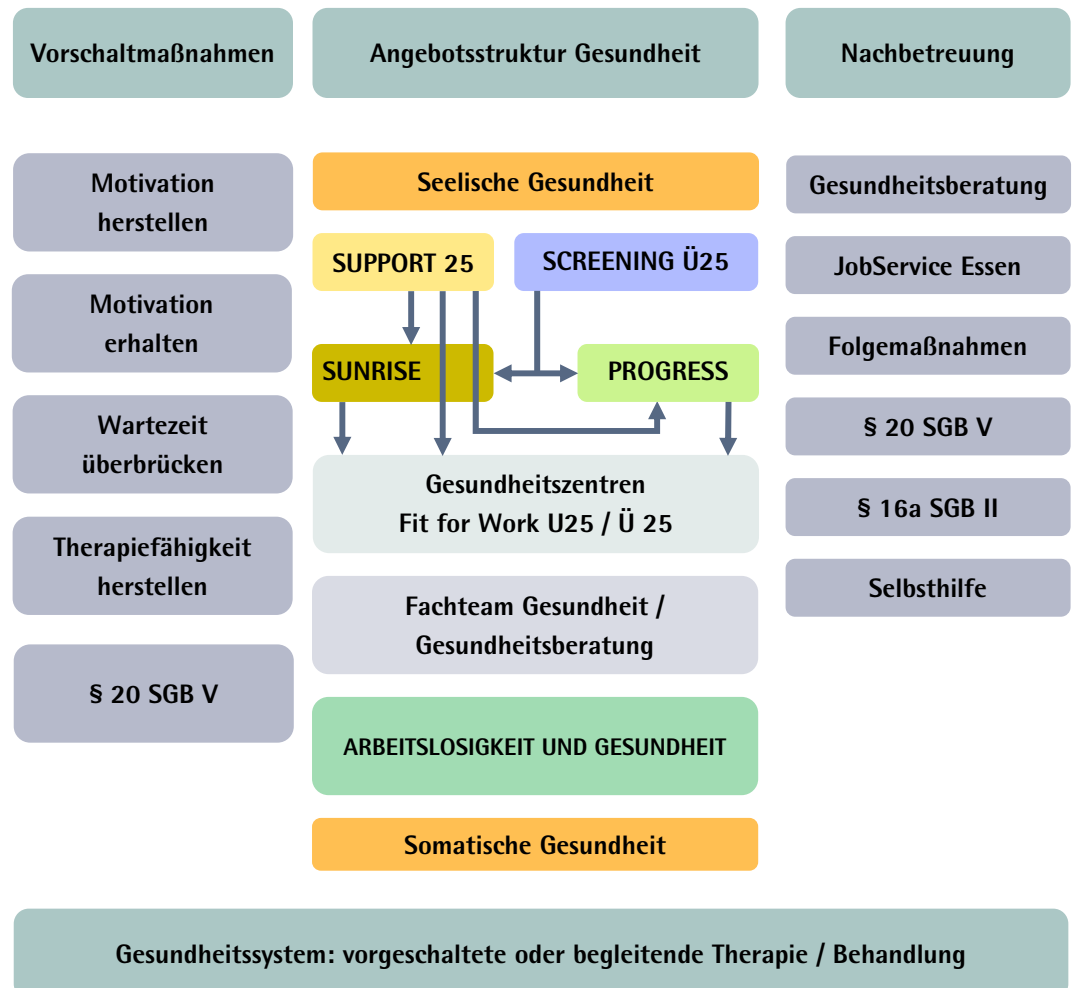 Vorschaltmaßnahmen
Angebotsstruktur Gesundheit
Nachbetreuung
Motivation
herstellen
Motivation
erhalten
Wartezeit
überbrücken
Therapiefähigkeit
herstellen
§ 20 SGB V
Seelische Gesundheit
SUPPORT 25
SCREENING Ü25
SUNRISE
PROGRESS
Gesundheitszentren
Fit for Work U25 / Ü 25
Fachteam Gesundheit /
Gesundheitsberatung
ARBEITSLOSIGKEIT UND GESUNDHEIT
Somatische Gesundheit
Gesundheitsberatung
JobService Essen
Folgemaßnahmen
§ 20 SGB V
§ 16a SGB II
Selbsthilfe
Gesundheitssystem: vorgeschaltete oder begleitende Therapie / Behandlung